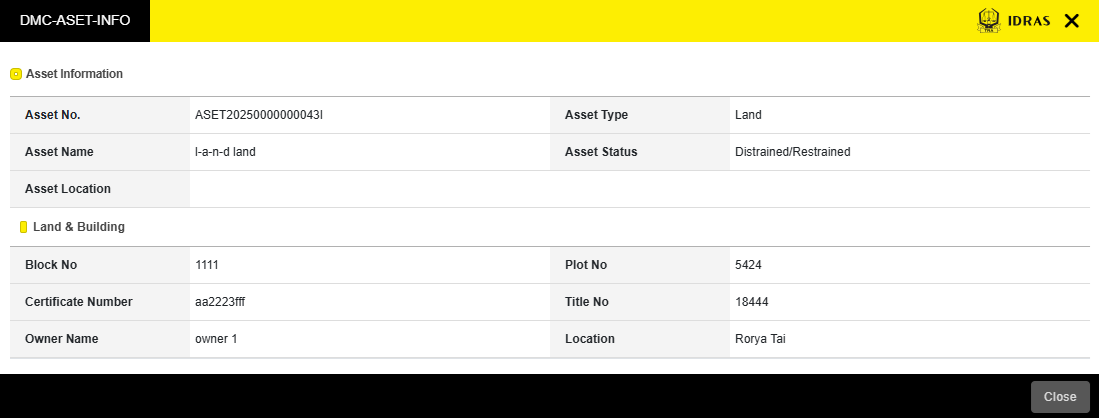 DMC-ASET-INFO
IDRAS
Asset Information
Asset No. ASET20250000000043I Asset Type Land
Asset Name l-a-n-d land Asset Status Distrained/Restrained
Asset Location
Land & Building
Block No 1111 Plot No 5424
Certificate Number aa2223fff Title No 18444
Owner Name owner 1 Location Rorya Tai
Close